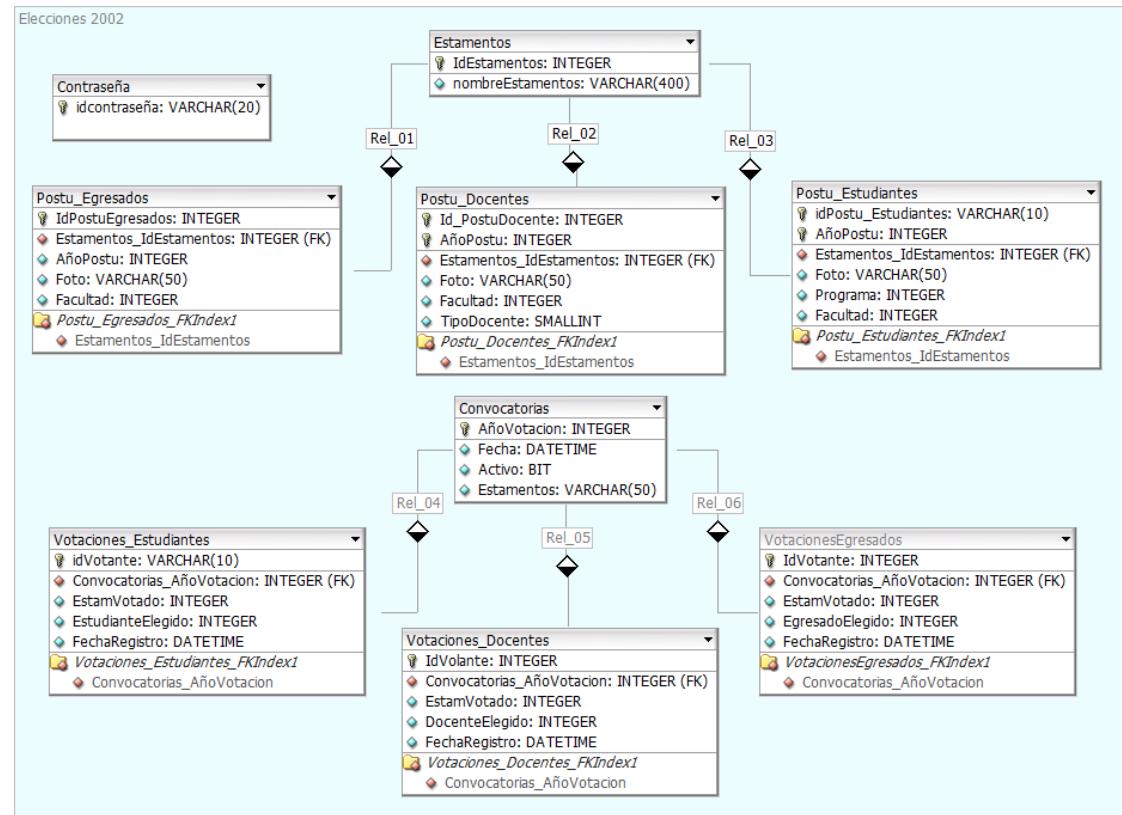 Elecciones 2002
Estamentos
IdEstamentos: INTEGER
nombreEstamentos: VARCHAR(400)
Contraseña
idcontraseña: VARCHAR(20)
Rel_01
Rel_02
Rel_03
Postu_Egresados
IdPostuEgresados: INTEGER
Estamentos_IdEstamentos: INTEGER (FK)
AñoPostu: INTEGER
Foto: VARCHAR(50)
Facultad: INTEGER
Postu_Egresados_FKIndex1
Estamentos_IdEstamentos
Postu_Docentes
Id_PostuDocente: INTEGER
AñoPostu: INTEGER
Estamentos_IdEstamentos: INTEGER (FK)
Foto: VARCHAR(50)
Facultad: INTEGER
TipoDocente: SMALLINT
Postu_Docentes_FKIndex1
Estamentos_IdEstamentos
Postu_Estudiantes
idPostu_Estudiantes: VARCHAR(10)
AñoPostu: INTEGER
Estamentos_IdEstamentos: INTEGER (FK)
Foto: VARCHAR(50)
Programa: INTEGER
Facultad: INTEGER
Postu_Estudiantes_FKIndex1
Estamentos_IdEstamentos
Convocatorias
AñoVotacion: INTEGER
Fecha: DATETIME
Activo: BIT
Estamentos: VARCHAR(50)
Rel_04
Rel_05
Rel_06
Votaciones_Estudiantes
idVotante: VARCHAR(10)
Convocatorias_AñoVotacion: INTEGER (FK)
EstamVotado: INTEGER
EstudianteElegido: INTEGER
FechaRegistro: DATETIME
Votaciones_Estudiantes_FKIndex1
Convocatorias_AñoVotacion
Votaciones_Docentes
IdVolante: INTEGER
Convocatorias_AñoVotacion: INTEGER (FK)
EstamVotado: INTEGER
DocenteElegido: INTEGER
FechaRegistro: DATETIME
Votaciones_Docentes_FKIndex1
Convocatorias_AñoVotacion
VotacionesEgresados
IdVotante: INTEGER
Convocatorias_AñoVotacion: INTEGER (FK)
EstamVotado: INTEGER
EgresadoElegido: INTEGER
FechaRegistro: DATETIME
VotacionesEgresados_FKIndex1
Convocatorias_AñoVotacion